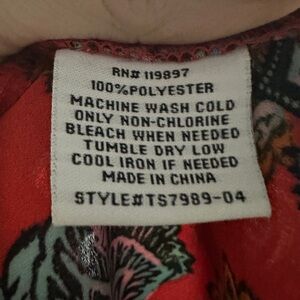 RN# 119897
100%POLYESTER
MACHINE WASH COLD
ONLY NON-CHLORINE
BLEACH WHEN NEEDED
TUMBLE DRY LOW
COOL IRON IF NEEDED
MADE IN CHINA
STYLE#TS7989-04